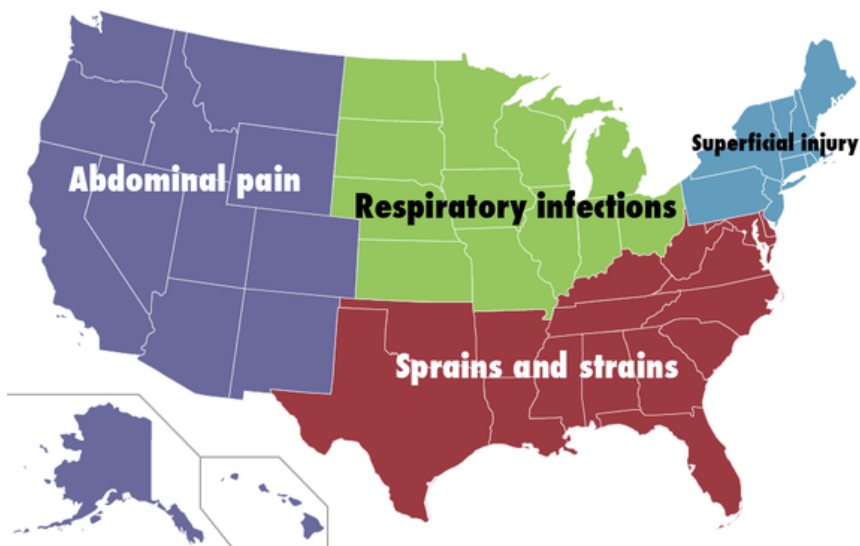 Superficial injury
Abdominal pain
Respiratory infections
Sprains and strains